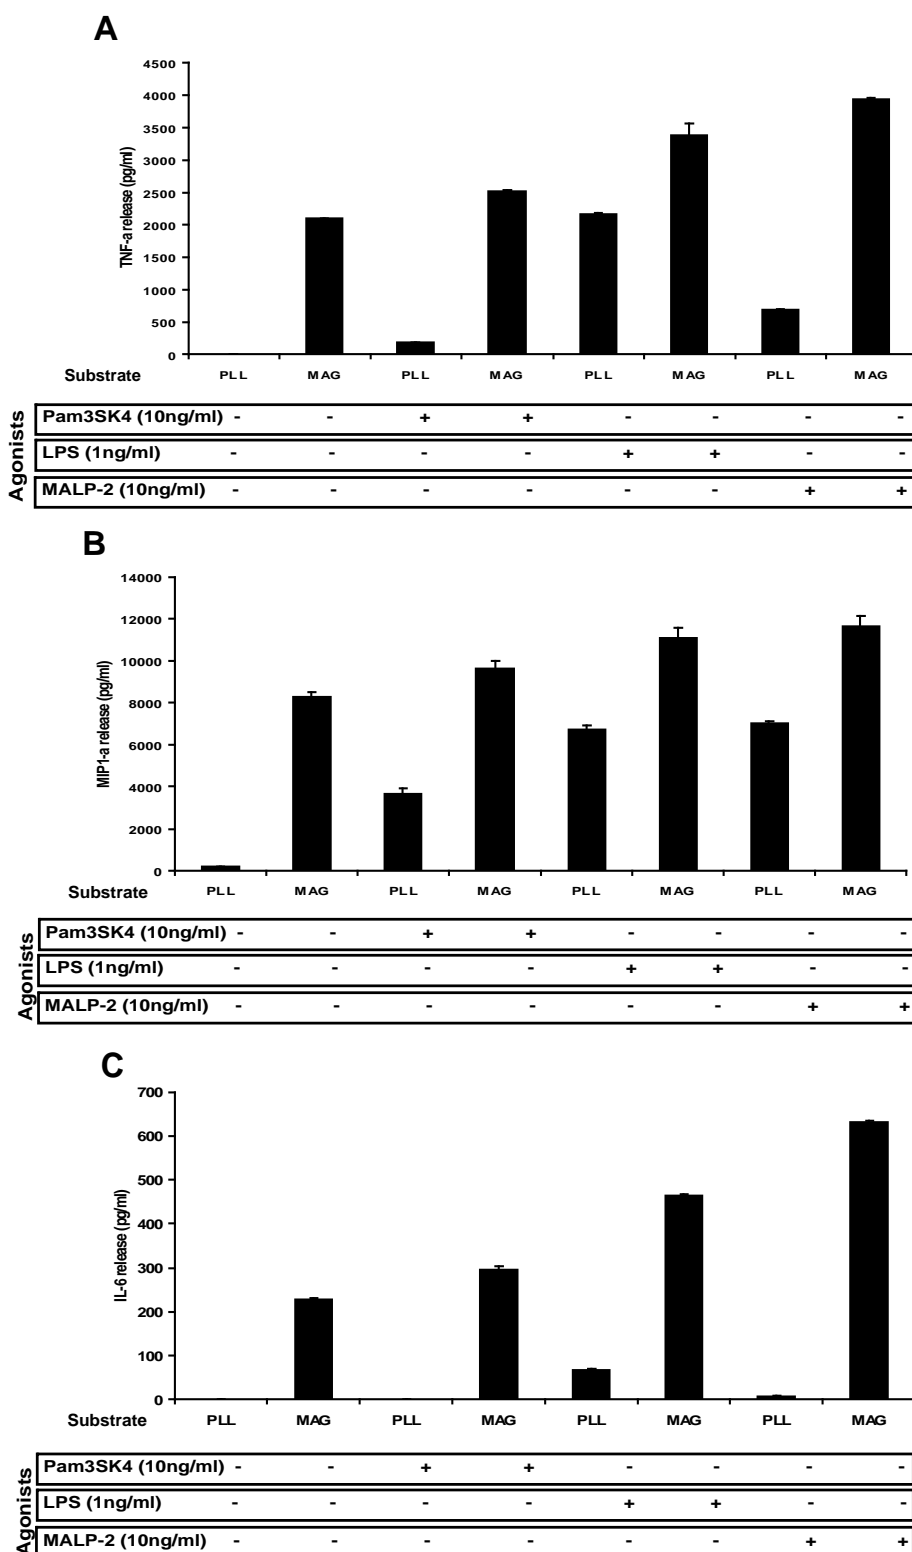 A
4500
4000
3500
3000
2500
2000
1500
1000
500
0
TNF-a release (pg/ml)
Substrate PLL MAG PLL MAG PLL MAG PLL MAG
Agonists
Pam3SK4 (10ng/ml) - - + + - - - -
LPS (1ng/ml) - - - - + + - -
MALP-2 (10ng/ml) - - - - - - + +
B
14000
12000
10000
8000
6000
4000
2000
0
MIP1-a release (pg/ml)
Substrate PLL MAG PLL MAG PLL MAG PLL MAG
Agonists
Pam3SK4 (10ng/ml) - - + + - - - -
LPS (1ng/ml) - - - - + + - -
MALP-2 (10ng/ml) - - - - - - + +
C
700
600
500
400
300
200
100
0
IL-6 release (pg/ml)
Substrate PLL MAG PLL MAG PLL MAG PLL MAG
Agonists
Pam3SK4 (10ng/ml) - - + + - - - -
LPS (1ng/ml) - - - - + + - -
MALP-2 (10ng/ml) - - - - - - + +